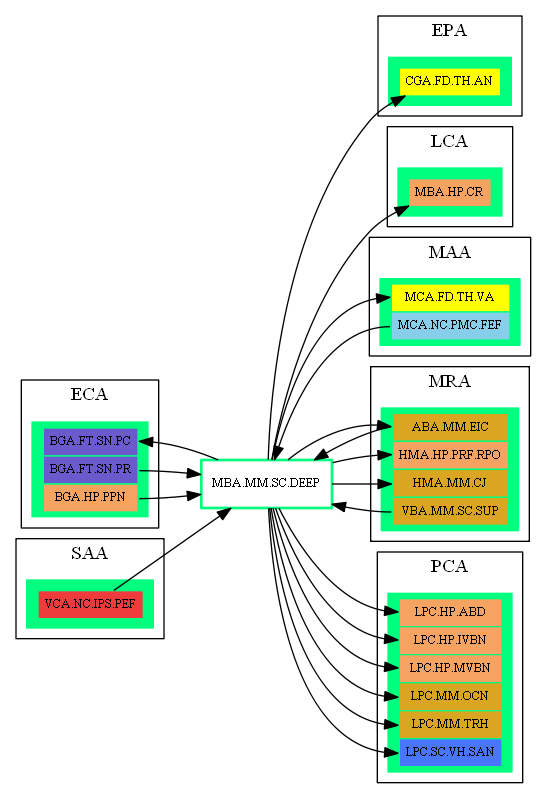 EPA
CGA.FD.TH.AN
LCA
MBA.HP.CR
MAA
MCA.FD.TH.VA
MCA.NC.PMC.FEF
MRA
ABA.MM.EIC
HMA.HP.PRF.RPO
HMA.MM.CJ
VBA.MM.SC.SUP
ECA
BGA.FT.SN.PC
BGA.FT.SN.PR
BGA.HP.PPN
MBA.MM.SC.DEEP
SAA
VCA.NC.IPS.PEF
PCA
LPC.HP.ABD
LPC.HP.IVBN
LPC.HP.MVBN
LPC.MM.OCN
LPC.MM.TRH
LPC.SC.VH.SAN